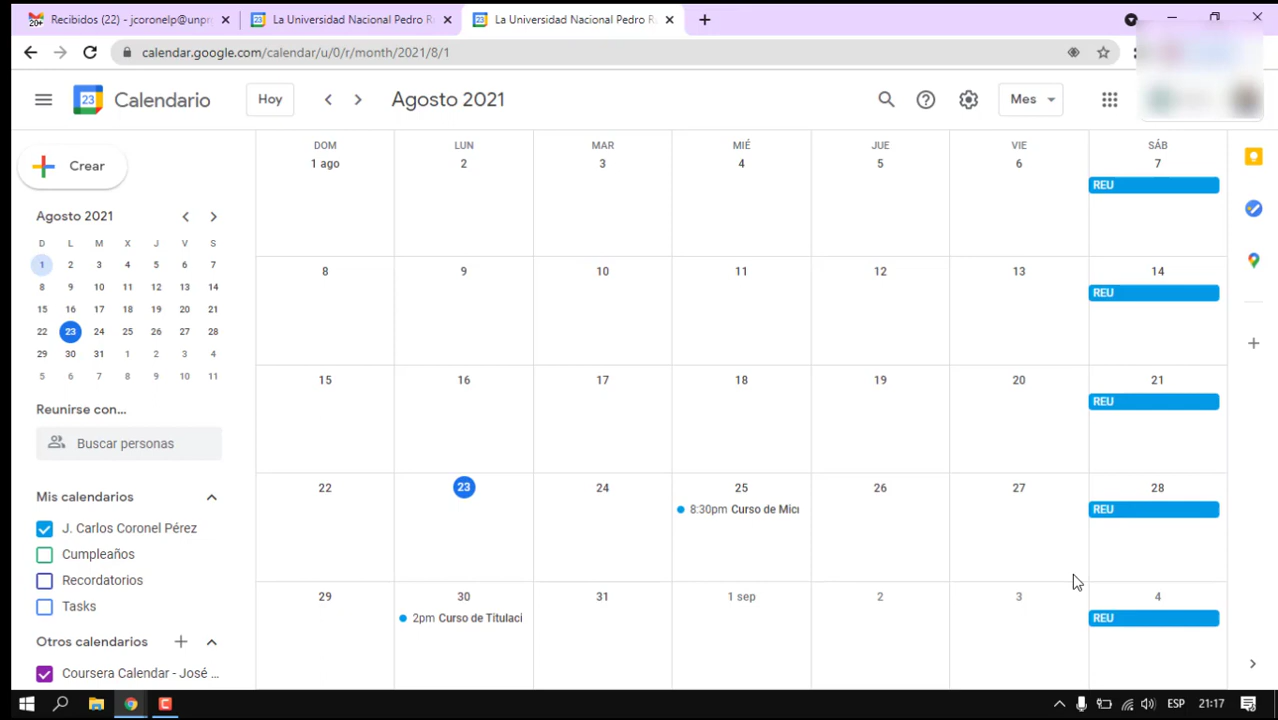 20+ Recibidos (22) - jcoronelp@unpr
La Universidad Nacional Pedro R
La Universidad Nacional Pedro R
calendar.google.com/calendar/u/0/r/month/2021/8/1
23 Calendario
Hoy
Agosto 2021
Mes
Crear
Agosto 2021
D L M X J V S
1 2 3 4 5 6 7
8 9 10 11 12 13 14
15 16 17 18 19 20 21
22 23 24 25 26 27 28
29 30 31 1 2 3 4
5 6 7 8 9 10 11
Reunirse con...
Buscar personas
Mis calendarios
J. Carlos Coronel Pérez
Cumpleaños
Recordatorios
Tasks
Otros calendarios
Coursera Calendar - José ...
DOM LUN MAR MIÉ JUE VIE SÁB
1 ago 2 3 4 5 6 7
REU
8 9 10 11 12 13 14
REU
15 16 17 18 19 20 21
REU
22 23 24 25 26 27 28
8:30pm Curso de Micr
REU
29 30 31 1 sep 2 3 4
2pm Curso de Titulaci
REU
ESP 21:17